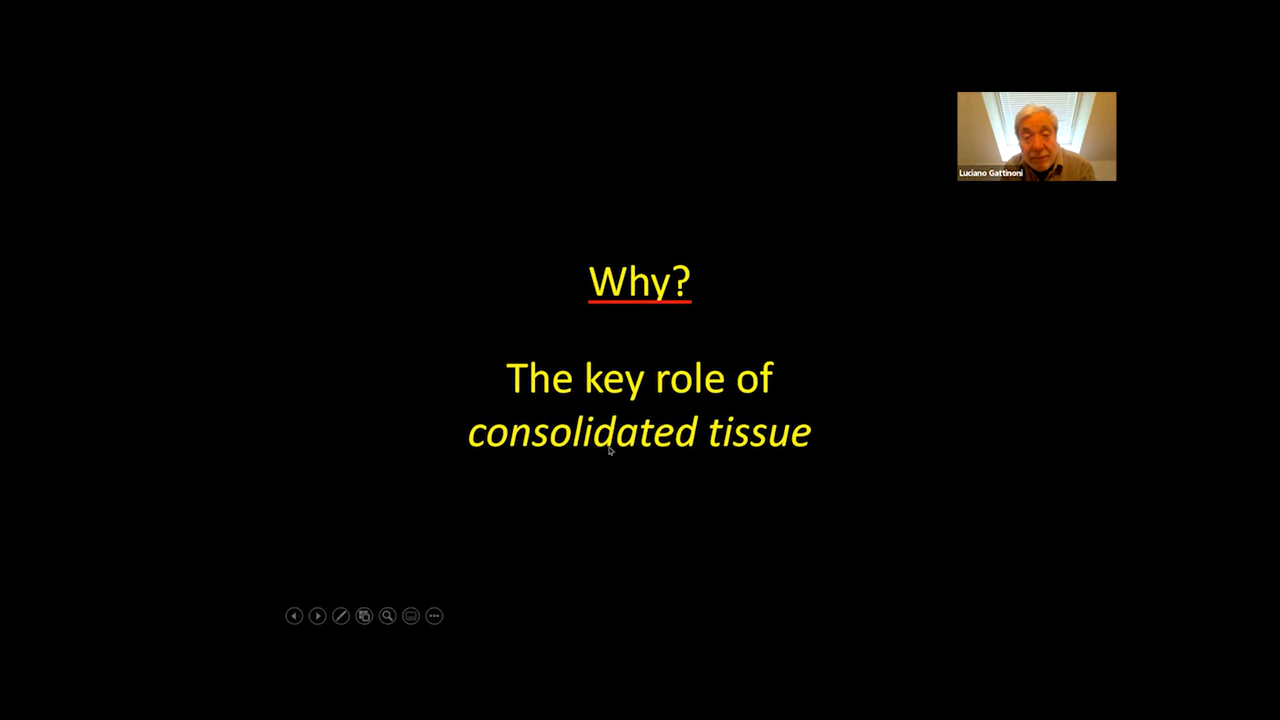 Luciano Gattinoni
Why?
The key role of
consolidated tissue